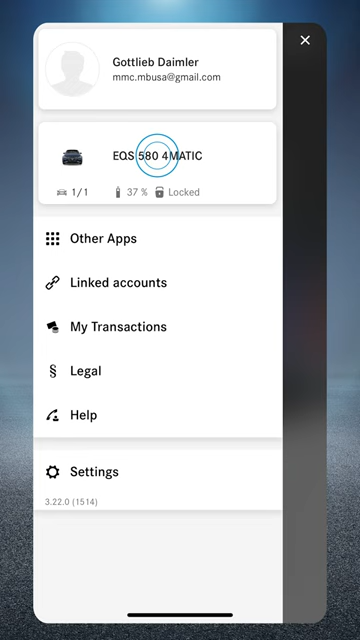 Gottlieb Daimler
mmc.mbusa@gmail.com
EQS 580 4MATIC
1/1 37 % Locked
Other Apps
Linked accounts
My Transactions
§ Legal
Help
Settings
3.22.0 (1514)